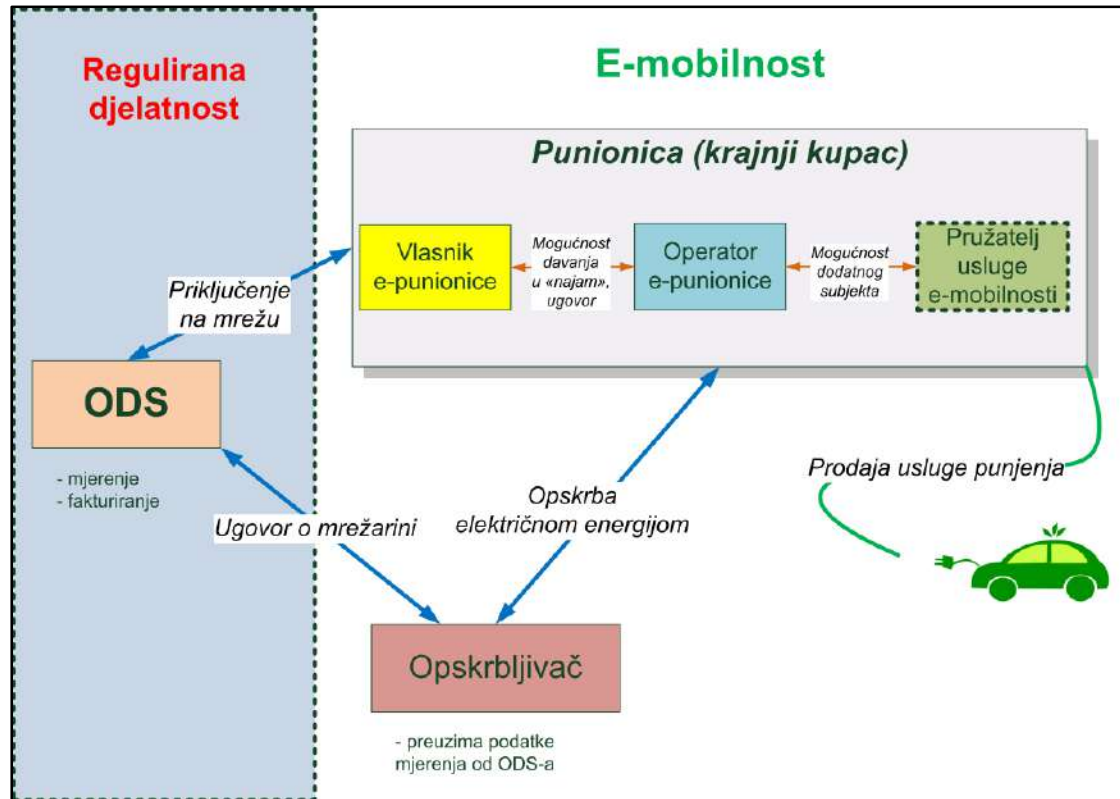 Regulirana
djelatnost
E-mobilnost
Punionica (krajnji kupac)
Vlasnik
e-punionice
Mogućnost
davanja
u «najam»,
ugovor
Operator
e-punionice
Mogućnost
dodatnog
subjekta
Pružatelj
usluge
e-mobilnosti
Priključenje
na mrežu
ODS
- mjerenje
- fakturiranje
Ugovor o mrežarini
Opskrba
električnom energijom
Prodaja usluge punjenja
Opskrbljivač
- preuzima podatke
mjerenja od ODS-a